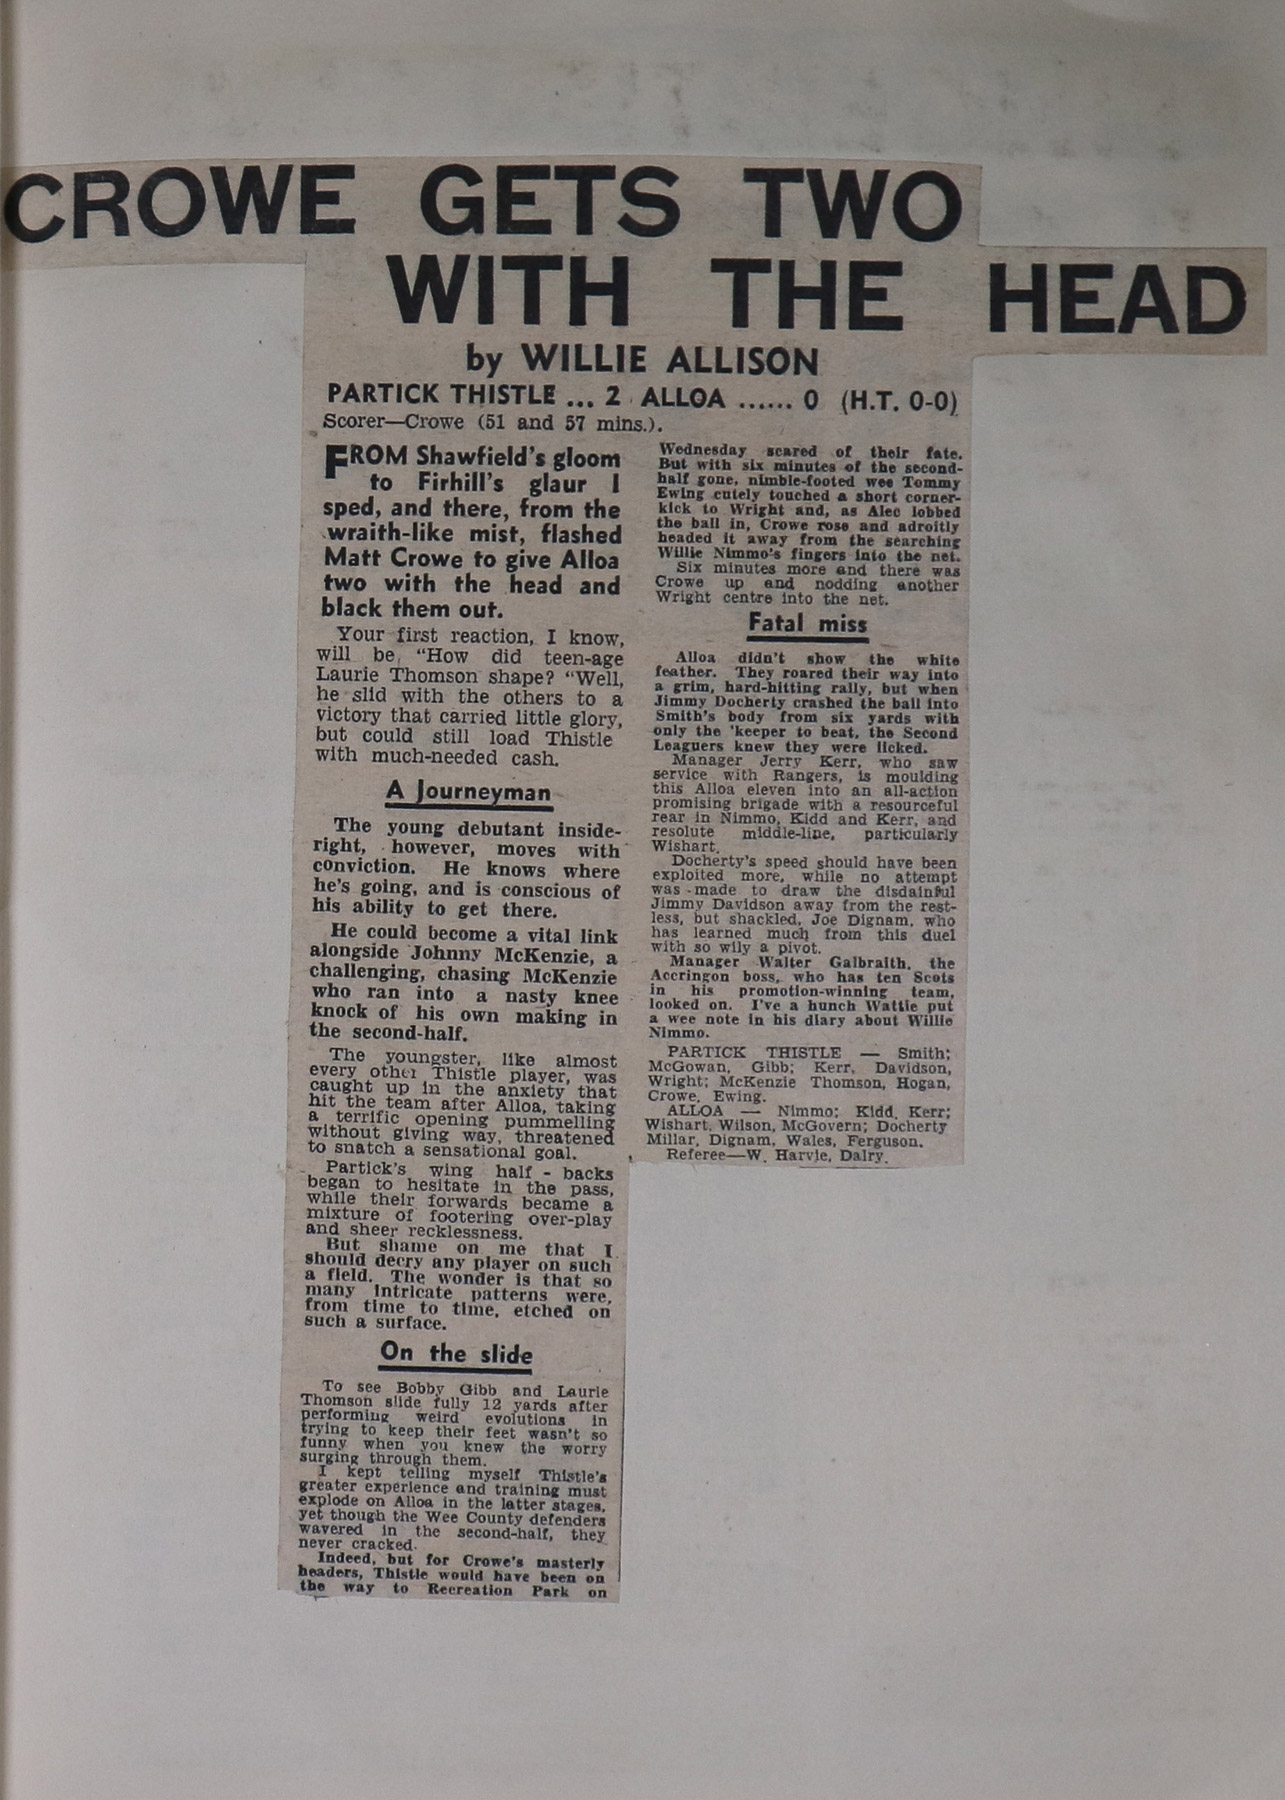 CROWE GETS TWO
WITH THE HEAD
by WILLIE ALLISON
PARTICK THISTLE ... 2 ALLOA ...... 0 (H.T. 0-0)
Scorer—Crowe (51 and 57 mins.).
FROM Shawfield's gloom
to Firhill's glaur I
sped, and there, from the
wraith-like mist, flashed
Matt Crowe to give Alloa
two with the head and
black them out.
Your first reaction, I know,
will be, "How did teen-age
Laurie Thomson shape? "Well,
he slid with the others to a
victory that carried little glory,
but could still load Thistle
with much-needed cash.
A Journeyman
The young debutant inside-
right, however, moves with
conviction. He knows where
he's going, and is conscious of
his ability to get there.
He could become a vital link
alongside Johnny McKenzie, a
challenging, chasing McKenzie
who ran into a nasty knee
knock of his own making in
the second-half.
The youngster, like almost
every other Thistle player, was
caught up in the anxiety that
hit the team after Alloa, taking
a terrific opening pummelling
without giving way, threatened
to snatch a sensational goal.
Partick's wing half - backs
began to hesitate in the pass,
while their forwards became a
mixture of footering over-play
and sheer recklessness.
But shame on me that I
should decry any player on such
a field. The wonder is that so
many intricate patterns were,
from time to time, etched on
such a surface.
On the slide
To see Bobby Gibb and Laurie
Thomson slide fully 12 yards after
performing weird evolutions in
trying to keep their feet wasn't so
funny when you knew the worry
surging through them.
I kept telling myself Thistle's
greater experience and training must
explode on Alloa in the latter stages,
yet though the Wee County defenders
wavered in the second-half, they
never cracked.
Indeed, but for Crowe's masterly
headers, Thistle would have been on
the way to Recreation Park on
Wednesday scared of their fate.
But with six minutes of the second-
half gone, nimble-footed wee Tommy
Ewing cutely touched a short corner-
kick to Wright and, as Alec lobbed
the ball in, Crowe rose and adroitly
headed it away from the searching
Willie Nimmo's fingers into the net.
Six minutes more and there was
Crowe up and nodding another
Wright centre into the net.
Fatal miss
Alloa didn't show the white
feather. They roared their way into
a grim, hard-hitting rally, but when
Jimmy Docherty crashed the ball into
Smith's body from six yards with
only the 'keeper to beat, the Second
Leaguers knew they were licked.
Manager Jerry Kerr, who saw
service with Rangers, is moulding
this Alloa eleven into an all-action
promising brigade with a resourceful
rear in Nimmo, Kidd and Kerr, and
resolute middle-line, particularly
Wishart.
Docherty's speed should have been
exploited more, while no attempt
was made to draw the disdainful
Jimmy Davidson away from the rest-
less, but shackled, Joe Dignam, who
has learned much from this duel
with so wily a pivot.
Manager Walter Galbraith, the
Accringon boss, who has ten Scots
in his promotion-winning team,
looked on. I've a hunch Wattie put
a wee note in his diary about Willie
Nimmo.
PARTICK THISTLE — Smith;
McGowan, Gibb; Kerr, Davidson,
Wright; McKenzie Thomson, Hogan,
Crowe, Ewing.
ALLOA — Nimmo; Kidd, Kerr;
Wishart, Wilson, McGovern; Docherty
Millar, Dignam, Wales, Ferguson.
Referee—W. Harvie, Dalry.